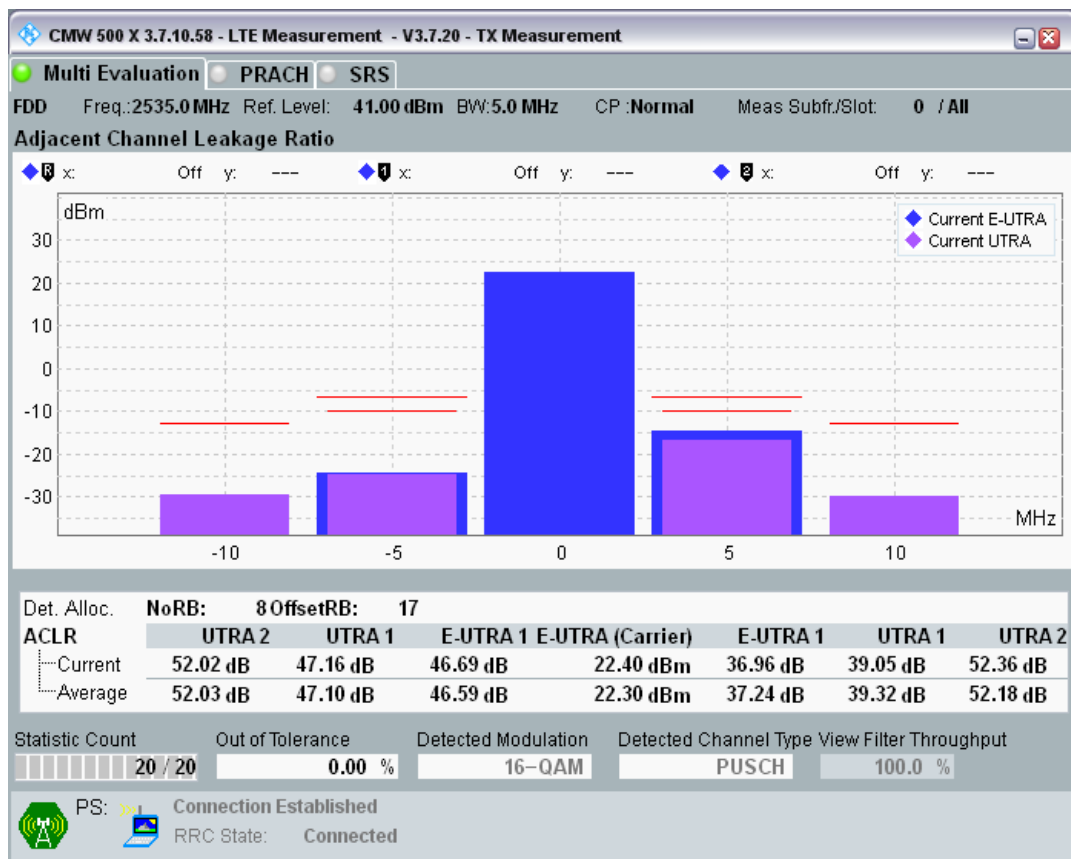 CMW 500 X 3.7.10.58 - LTE Measurement - V3.7.20 - TX Measurement
Multi Evaluation PRACH SRS
FDD Freq.:2535.0 MHz Ref. Level: 41.00 dBm BW:5.0 MHz CP :Normal Meas Subfr./Slot: 0 / All
Adjacent Channel Leakage Ratio
R x: Off y: --- 1 x: Off y: --- 2 x: Off y: ---
dBm
Current E-UTRA
Current UTRA
30
20
10
0
-10
-20
-30
MHz
-10 -5 0 5 10
Det. Alloc. NoRB: 8 OffsetRB: 17
ACLR UTRA 2 UTRA 1 E-UTRA 1 E-UTRA (Carrier) E-UTRA 1 UTRA 1 UTRA 2
Current 52.02 dB 47.16 dB 46.69 dB 22.40 dBm 36.96 dB 39.05 dB 52.36 dB
Average 52.03 dB 47.10 dB 46.59 dB 22.30 dBm 37.24 dB 39.32 dB 52.18 dB
Statistic Count Out of Tolerance Detected Modulation Detected Channel Type View Filter Throughput
20 / 20 0.00 % 16-QAM PUSCH 100.0 %
PS: Connection Established
RRC State: Connected